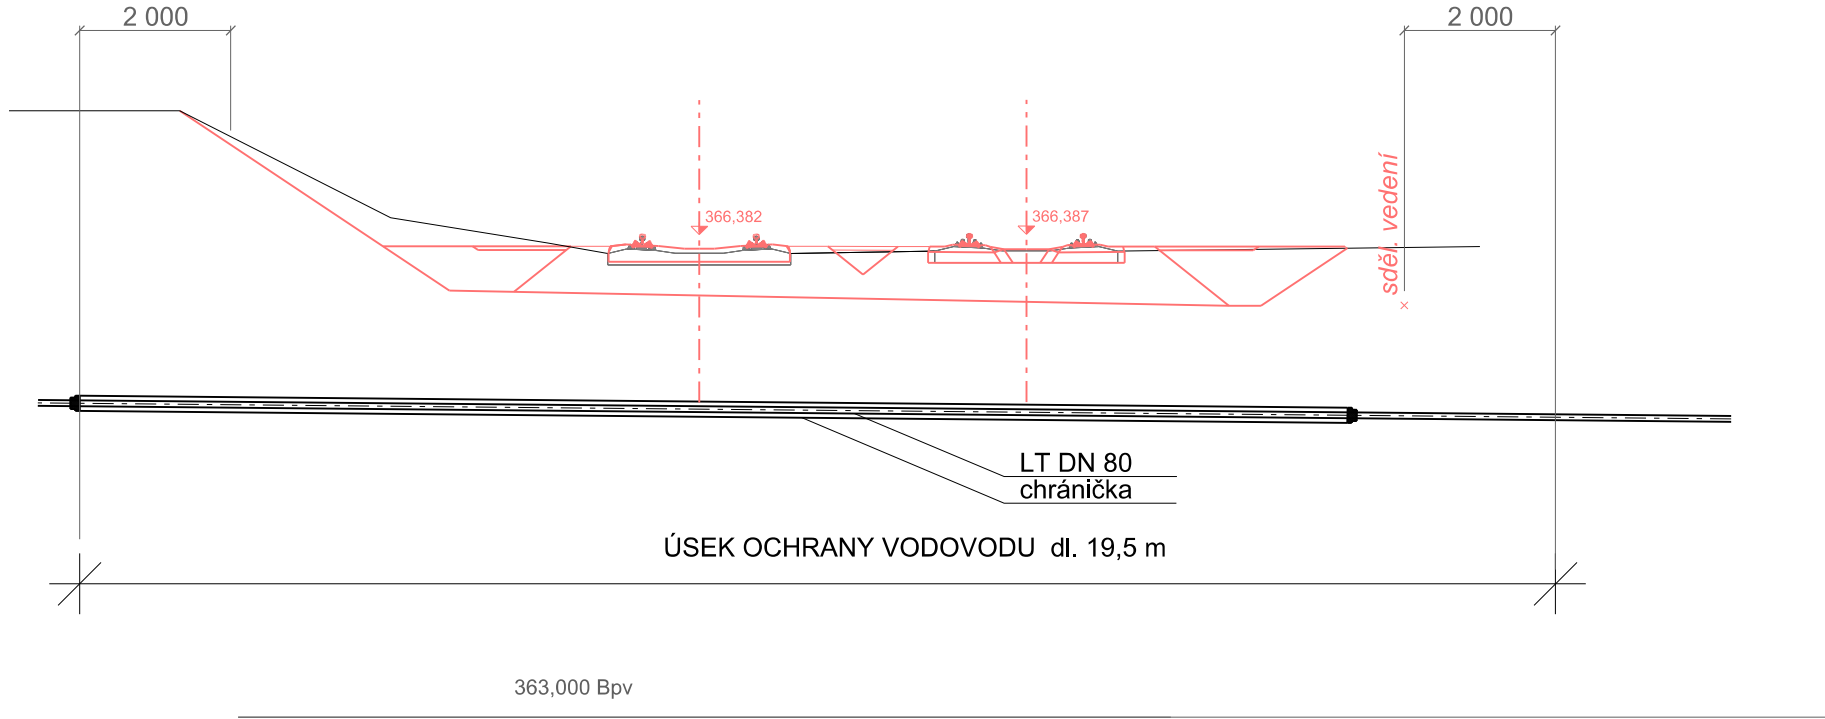 2 000
2 000
sděl. vedení
366,382
366,387
LT DN 80
chránička
ÚSEK OCHRANY VODOVODU dl. 19,5 m
363,000 Bpv